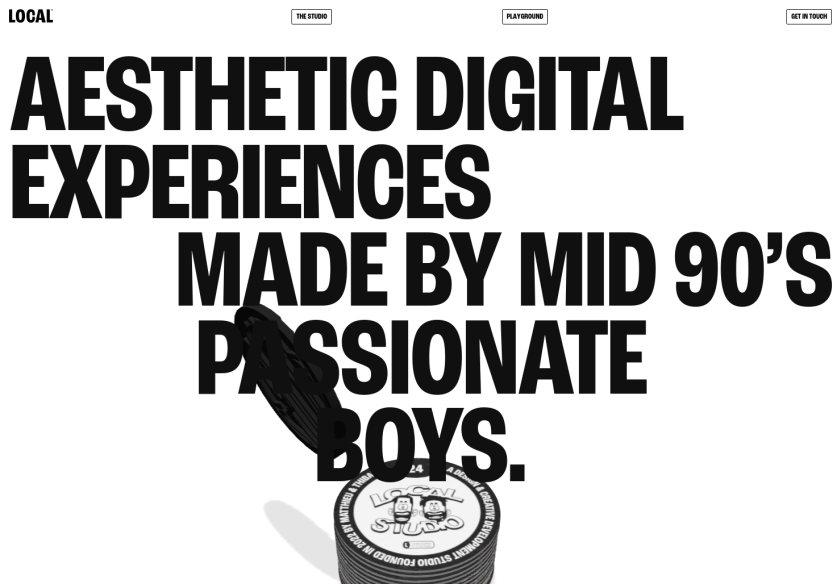 LOCAL
THE STUDIO
PLAYGROUND
GET IN TOUCH
AESTHETIC DIGITAL
EXPERIENCES
MADE BY MID 90’S
PASSIONATE
BOYS.
24
LOCAL
STUDIO
A DESIGN & CREATIVE DEVELOPMENT STUDIO FOUNDED IN 2022 BY MATTHIEU & THIBA